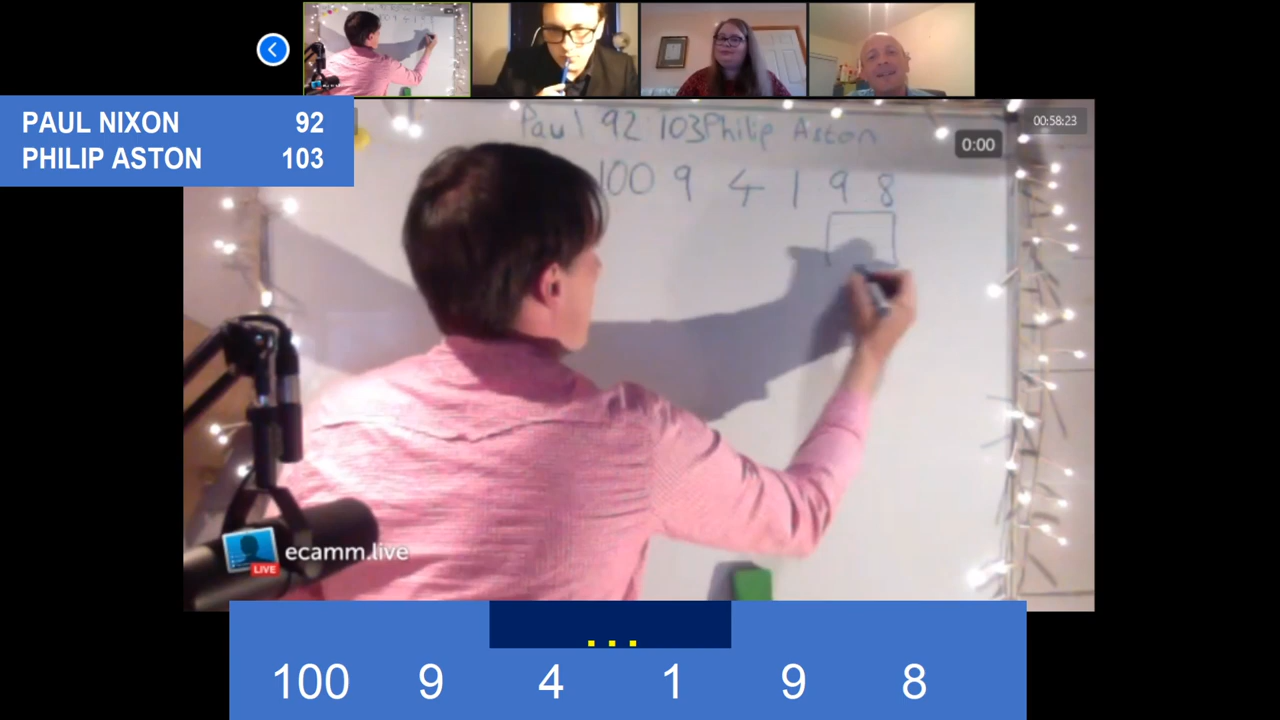 PAUL NIXON 92
PHILIP ASTON 103
00:58:23
0:00
Paul 92 103 Philip Aston
100 9 4 1 9 8
ecamm.live
LIVE
...
100 9 4 1 9 8